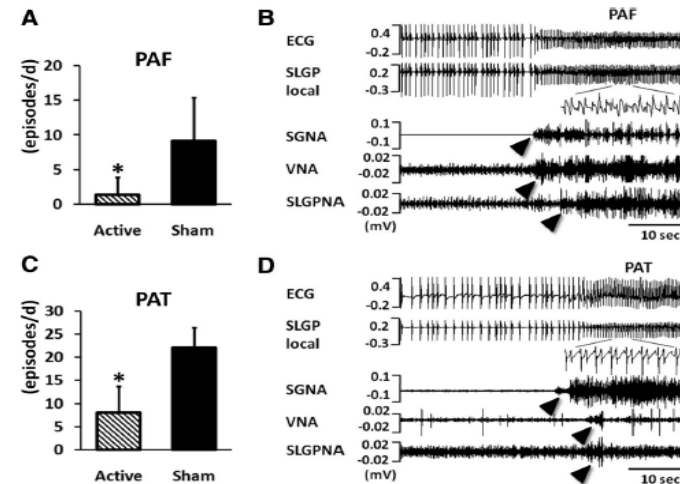 A
PAF
(episodes/d)
20
15
10
5
0
*
Active
Sham
B
PAF
ECG
0.4
-0.2
SLGP
local
0.2
-0.3
SGNA
0.1
-0.1
VNA
0.02
-0.02
SLGPNA
0.02
-0.02
(mV)
10 sec
C
PAT
(episodes/d)
30
25
20
15
10
5
0
*
Active
Sham
D
PAT
ECG
0.4
-0.2
SLGP
local
0.2
-0.3
SGNA
0.1
-0.1
VNA
0.02
-0.02
SLGPNA
0.02
-0.02
(mV)
10 sec